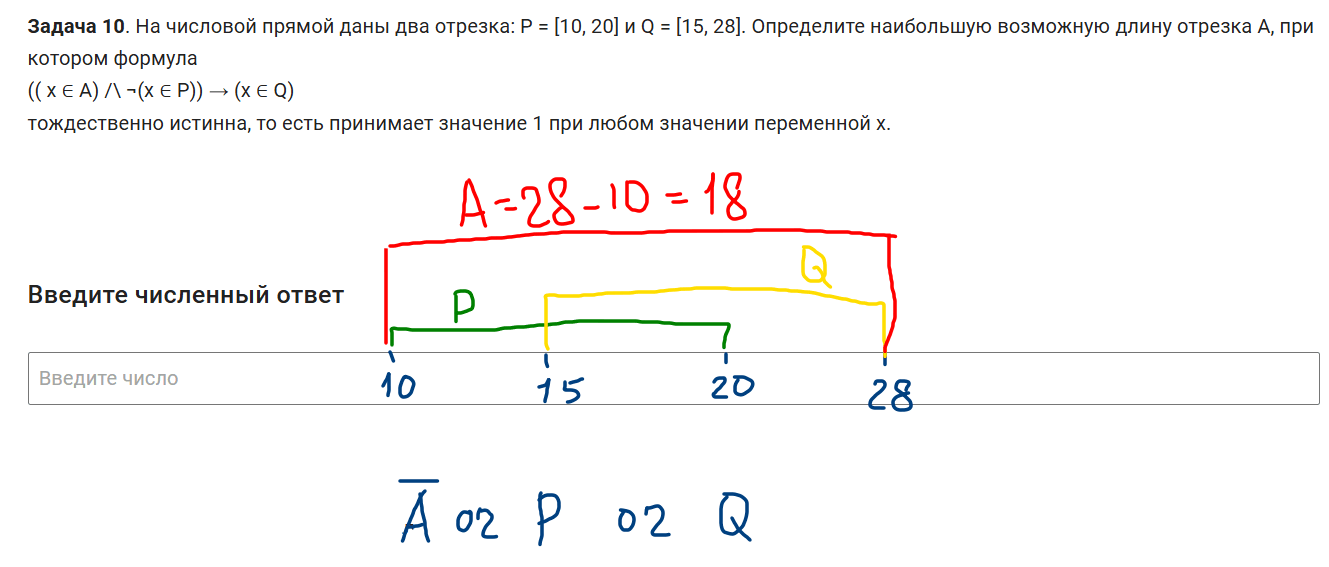 Задача 10. На числовой прямой даны два отрезка: P = [10, 20] и Q = [15, 28]. Определите наибольшую возможную длину отрезка A, при
котором формула
(( x ∈ A) /\ ¬(x ∈ P)) → (x ∈ Q)
тождественно истинна, то есть принимает значение 1 при любом значении переменной x.
A = 28 - 10 = 18
Q
Введите численный ответ
P
Введите число
10 15 20 28
A̅ or P or Q